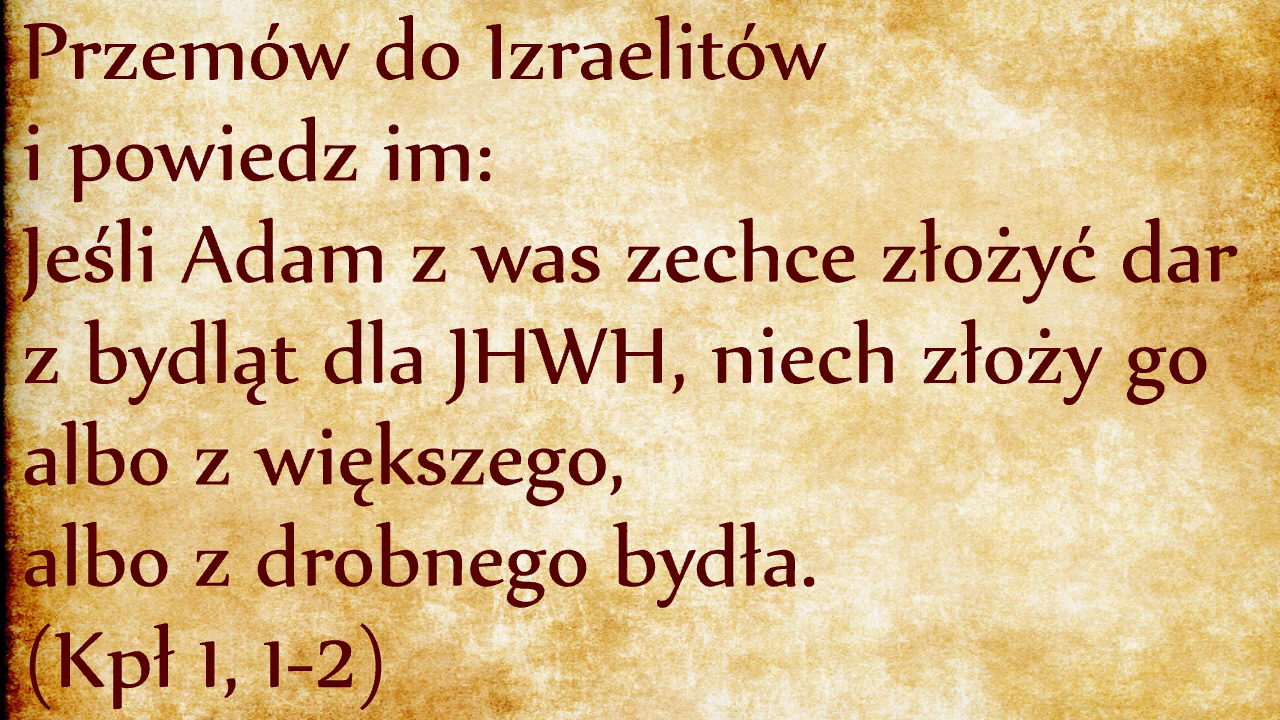 Przemów do Izraelitów
i powiedz im:
Jeśli Adam z was zechce złożyć dar
z bydląt dla JHWH, niech złoży go
albo z większego,
albo z drobnego bydła.
(Kpł 1, 1-2)